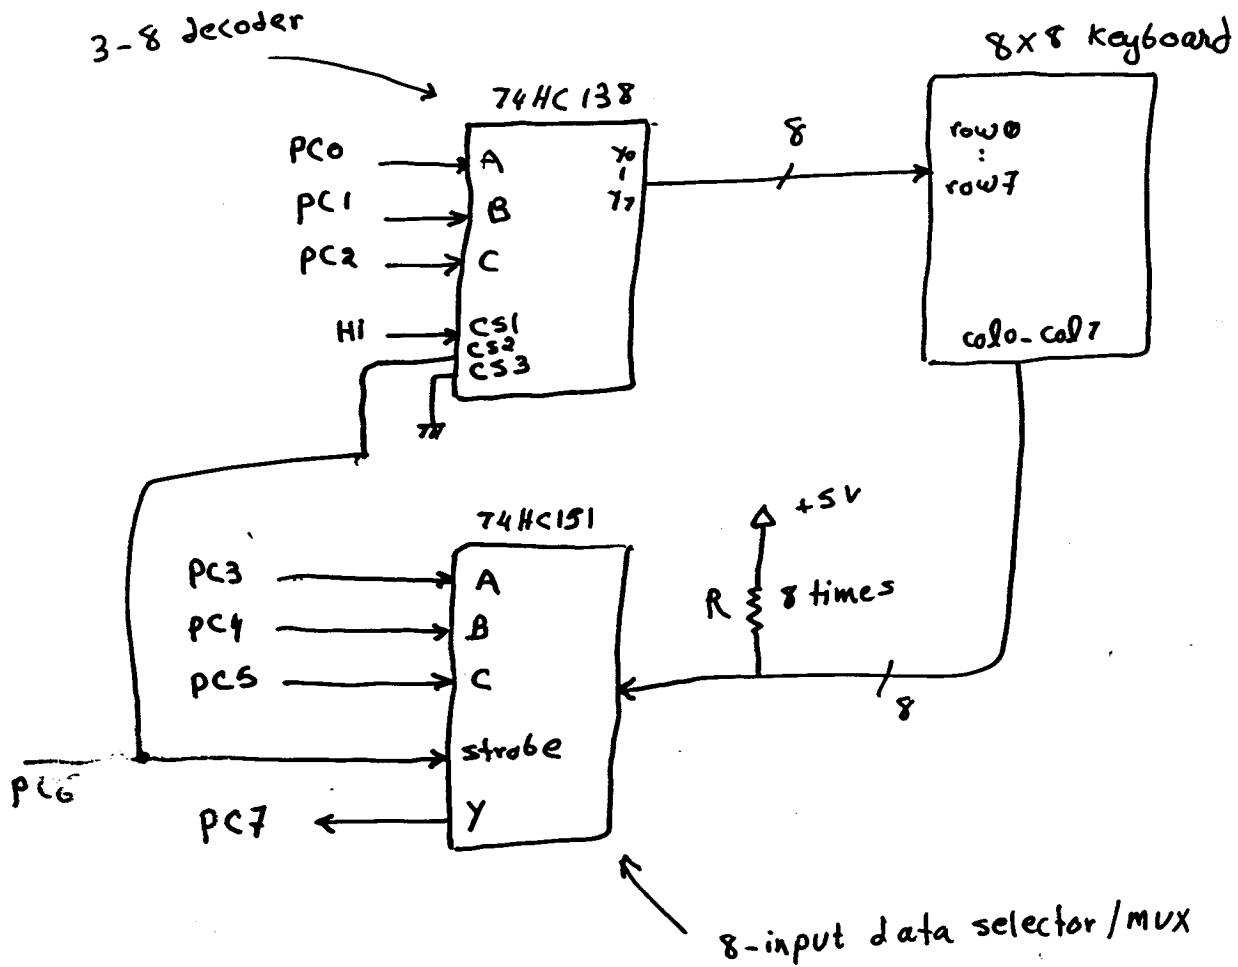 3-8 decoder
8x8 keyboard
74HC138
PC0
A
Y0
Y7
8
row0
:
row7
PC1
B
PC2
C
Hi
CS1
CS2
CS3
col0-col7
74HC151
+5V
PC3
A
R
8 times
PC4
B
PC5
C
8
strobe
PC6
PC7
Y
8-input data selector/mux